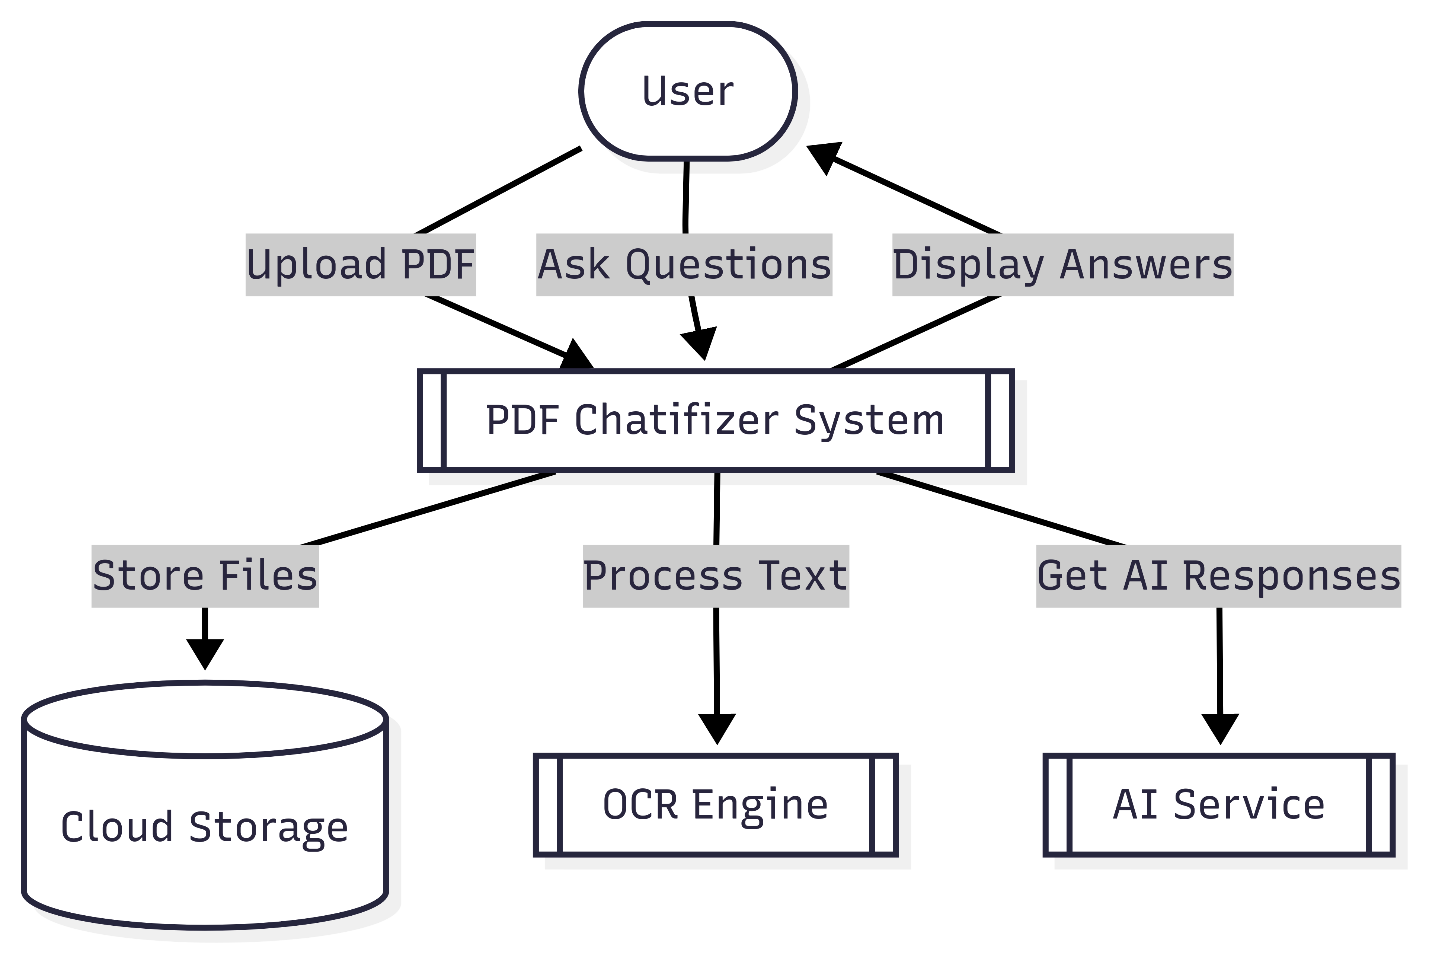 User
Upload PDF
Ask Questions
Display Answers
PDF Chatifizer System
Store Files
Process Text
Get AI Responses
Cloud Storage
OCR Engine
AI Service